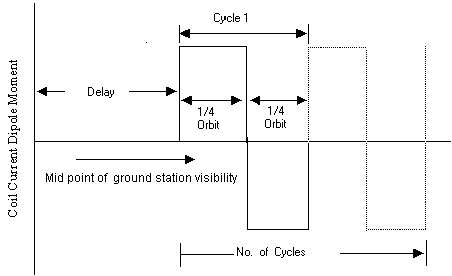 Cycle 1
Delay
1/4
Orbit
1/4
Orbit
Coil Current Dipole Moment
Mid point of ground station visibility
No. of Cycles